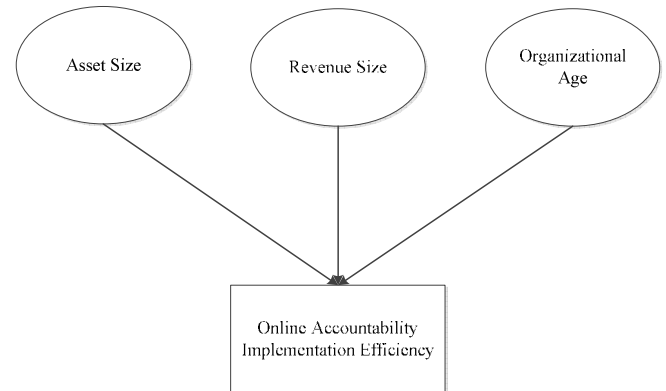 Asset Size
Revenue Size
Organizational
Age
Online Accountability
Implementation Efficiency